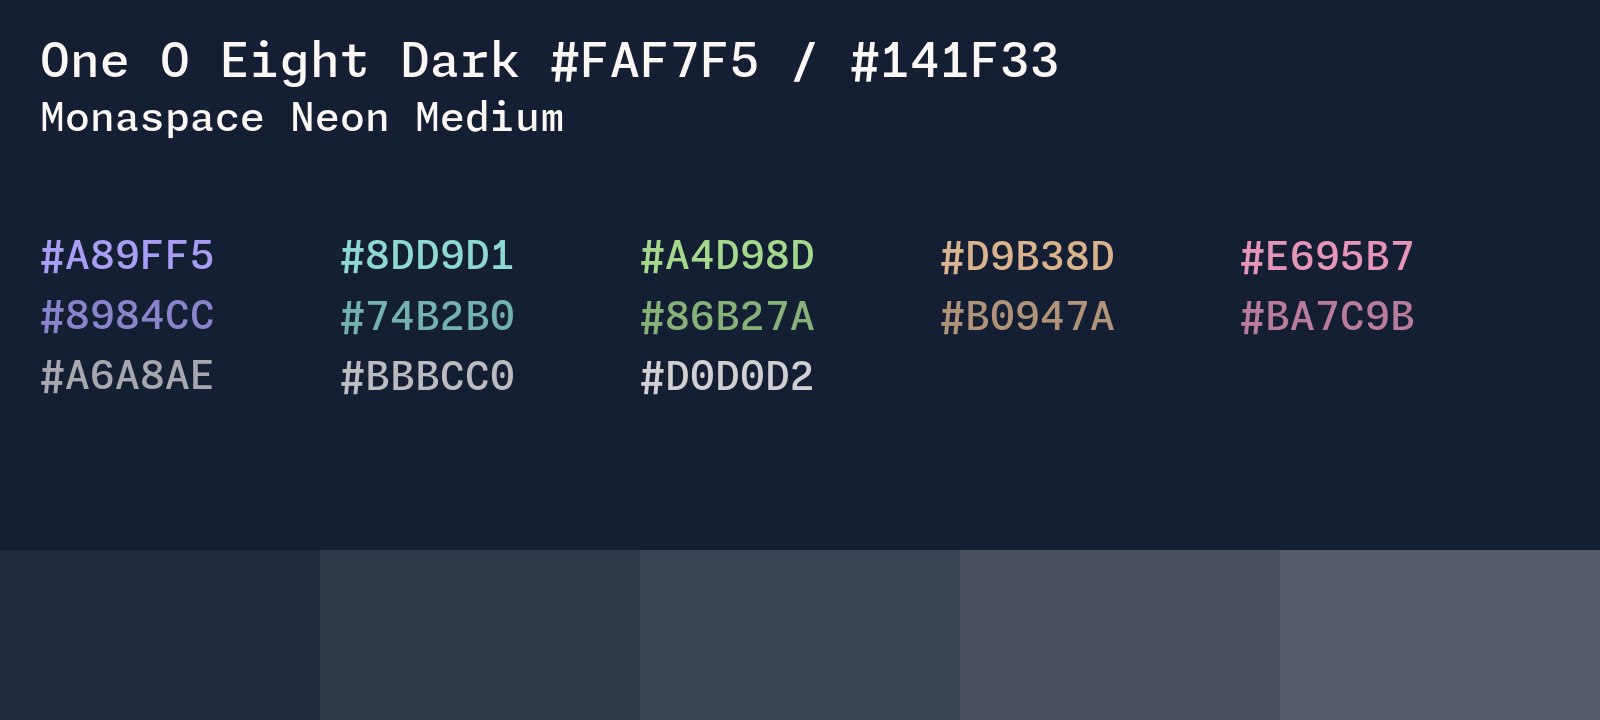 One O Eight Dark #FAF7F5 / #141F33
Monaspace Neon Medium
#A89FF5 #8DD9D1 #A4D98D #D9B38D #E695B7
#8984CC #74B2B0 #86B27A #B0947A #BA7C9B
#A6A8AE #BBBCC0 #D0D0D2